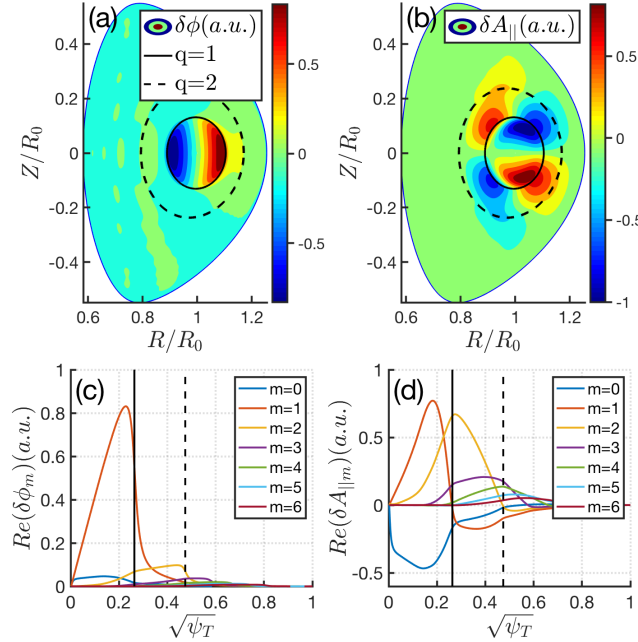 (a)
δϕ(a.u.)
q=1
q=2
Z/R₀
0.4
0.2
0
-0.2
-0.4
0.6 0.8 1 1.2
R/R₀
0.5
0
-0.5
(b)
δA||(a.u.)
Z/R₀
0.4
0.2
0
-0.2
-0.4
0.6 0.8 1 1.2
R/R₀
0.5
0
-0.5
-1
(c)
Re(δϕₘ)(a.u.)
1
0.8
0.6
0.4
0.2
0
0 0.2 0.4 0.6 0.8 1
√ψ_T
m=0
m=1
m=2
m=3
m=4
m=5
m=6
(d)
Re(δA||ₘ)(a.u.)
1
0.5
0
-0.5
0 0.2 0.4 0.6 0.8 1
√ψ_T
m=0
m=1
m=2
m=3
m=4
m=5
m=6